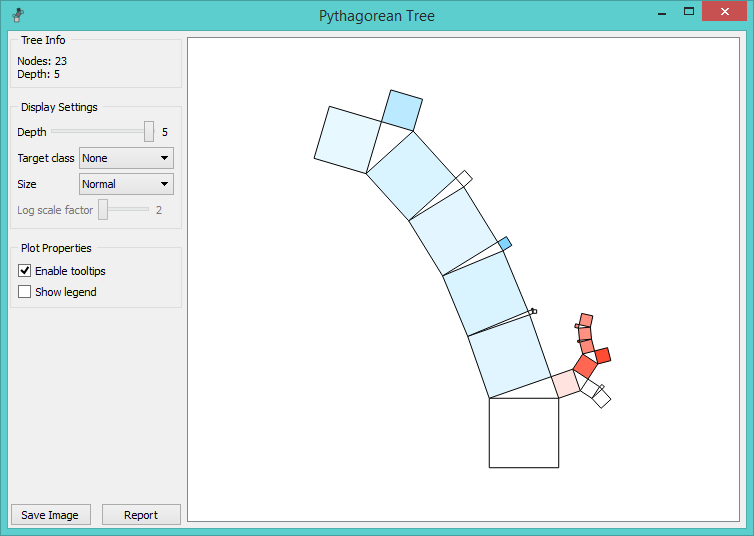 Pythagorean Tree
Tree Info
Nodes: 23
Depth: 5
Display Settings
Depth 5
Target class None
Size Normal
Log scale factor 2
Plot Properties
Enable tooltips
Show legend
Save Image Report